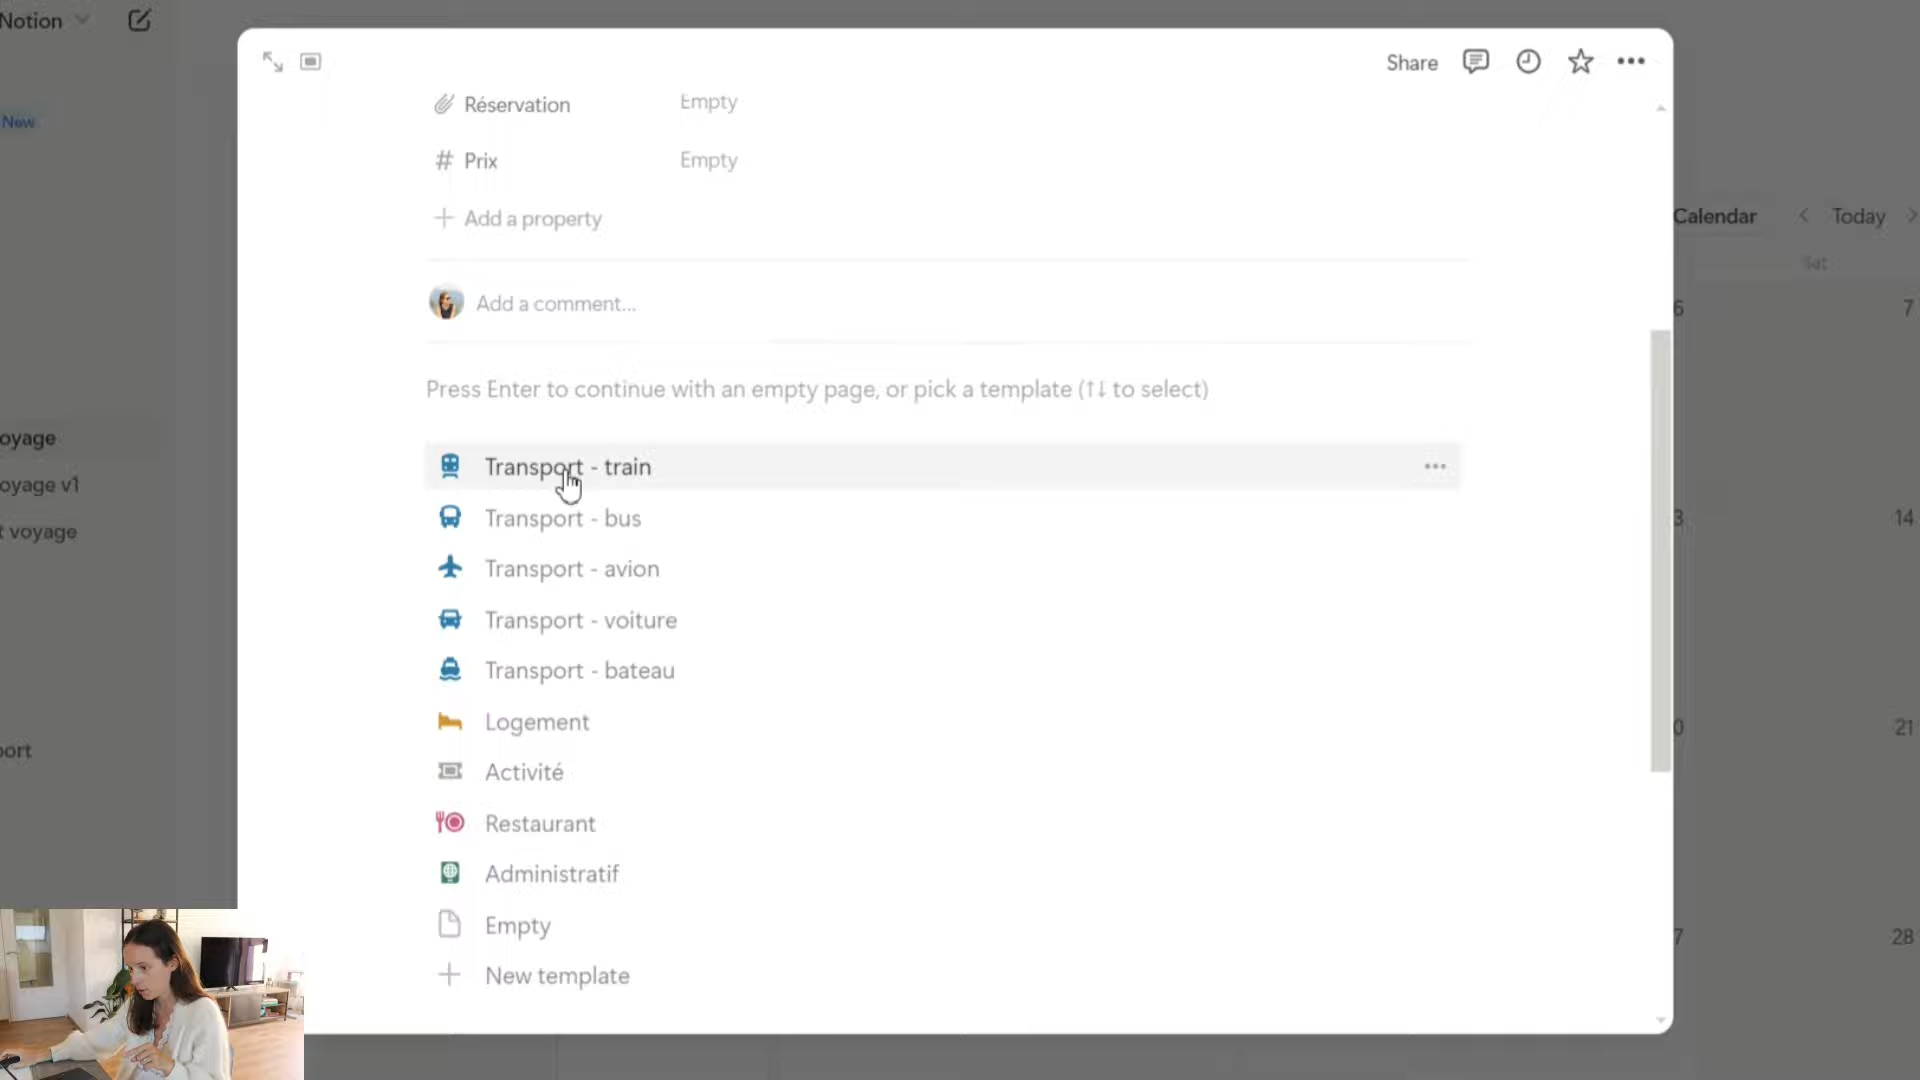 Notion
Share
Réservation
Empty
New
# Prix
Empty
+ Add a property
Calendar
< Today >
Sat
Add a comment...
6
7
Press Enter to continue with an empty page, or pick a template (↑↓ to select)
oyage
Transport - train
oyage v1
Transport - bus
3
14
t voyage
Transport - avion
Transport - voiture
Transport - bateau
Logement
0
21
port
Activité
Restaurant
Administratif
Empty
7
28
+ New template